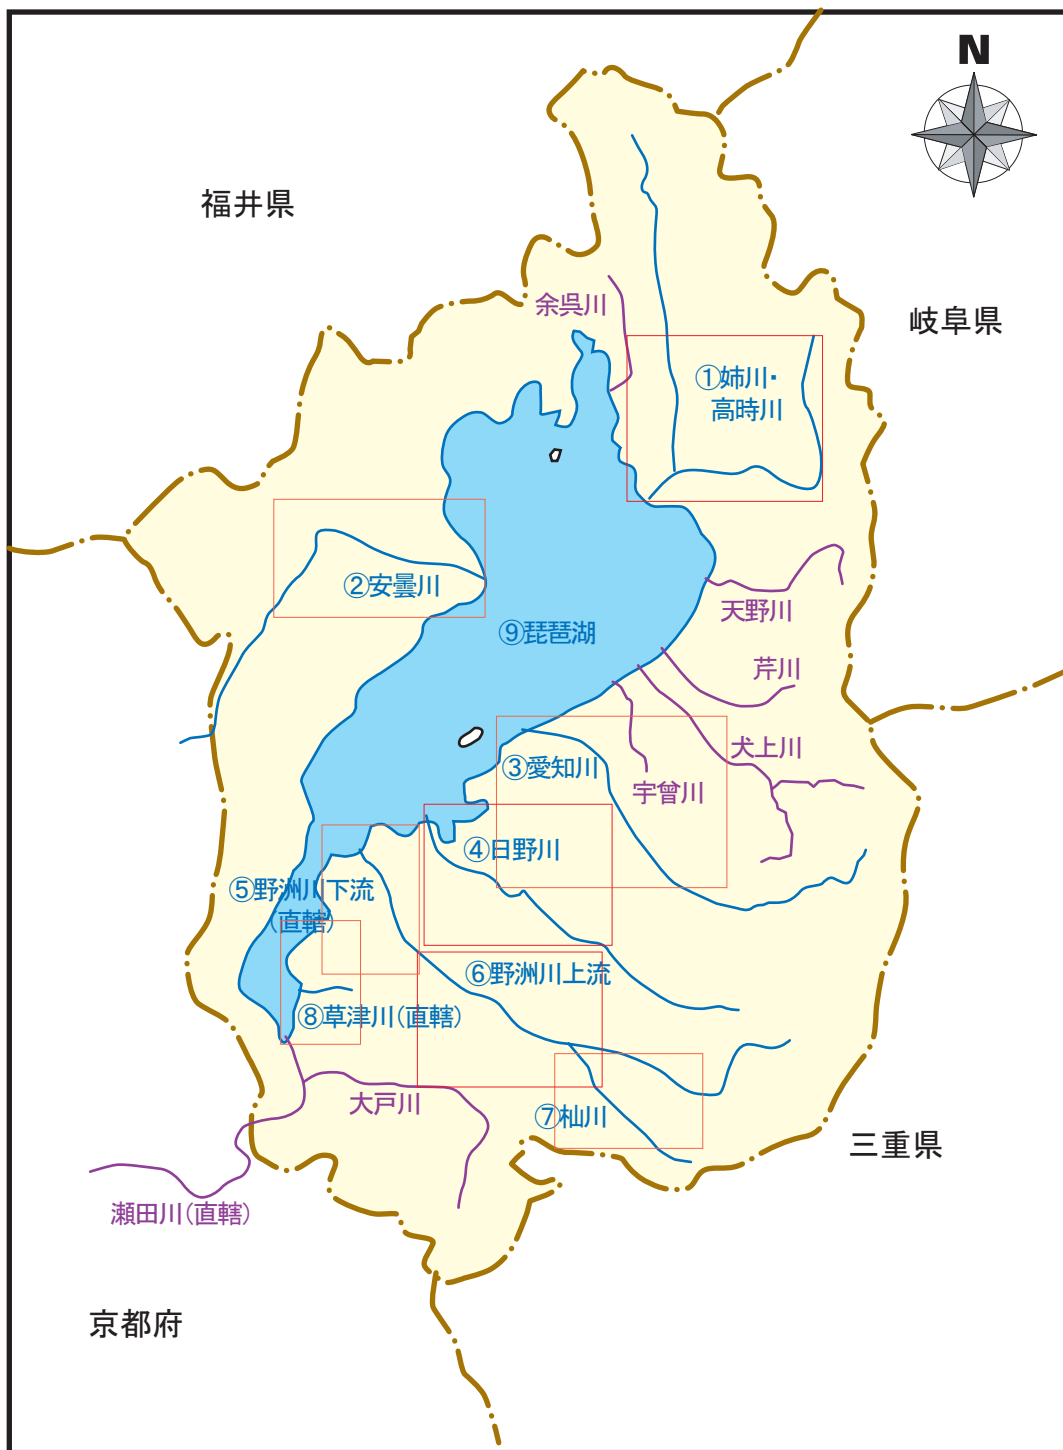 N
福井県
余呉川
岐阜県
①姉川・
高時川
②安曇川
天野川
⑨琵琶湖
芹川
犬上川
③愛知川
宇曾川
④日野川
⑤野洲川下流
(直轄)
⑥野洲川上流
⑧草津川(直轄)
大戸川
⑦杣川
三重県
瀬田川(直轄)
京都府